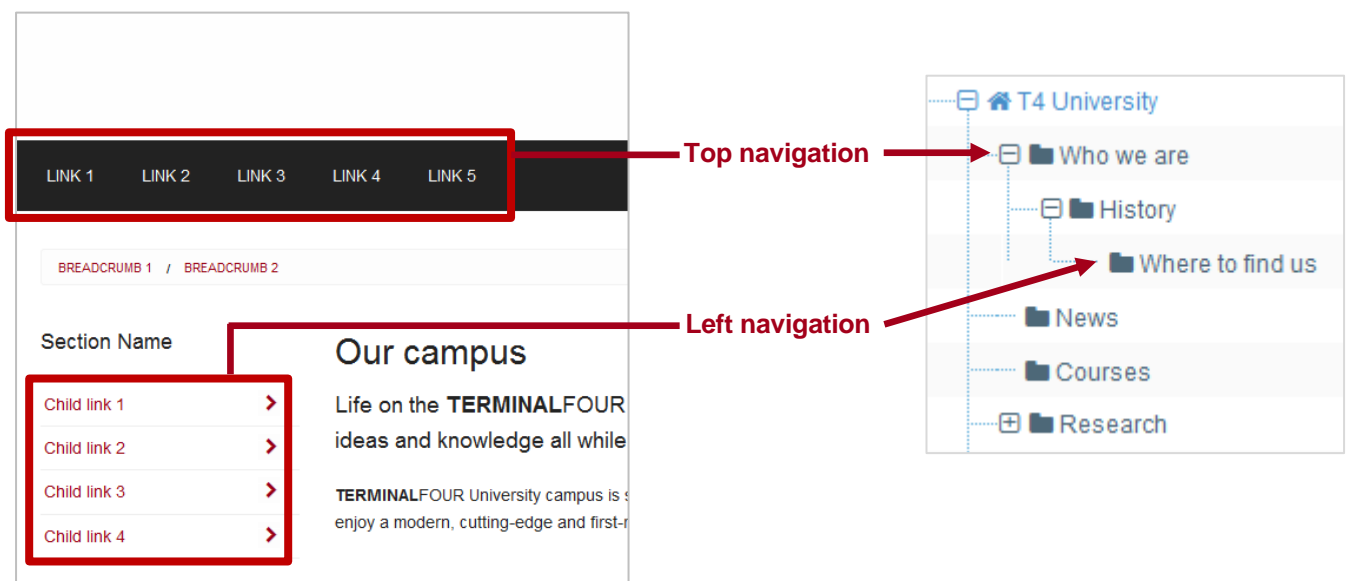 LINK 1 LINK 2 LINK 3 LINK 4 LINK 5
BREADCRUMB 1 / BREADCRUMB 2
Section Name
Child link 1
Child link 2
Child link 3
Child link 4
Our campus
Life on the TERMINALFOUR
ideas and knowledge all while
TERMINALFOUR University campus is
enjoy a modern, cutting-edge and first-
Top navigation
Left navigation
T4 University
Who we are
History
Where to find us
News
Courses
Research